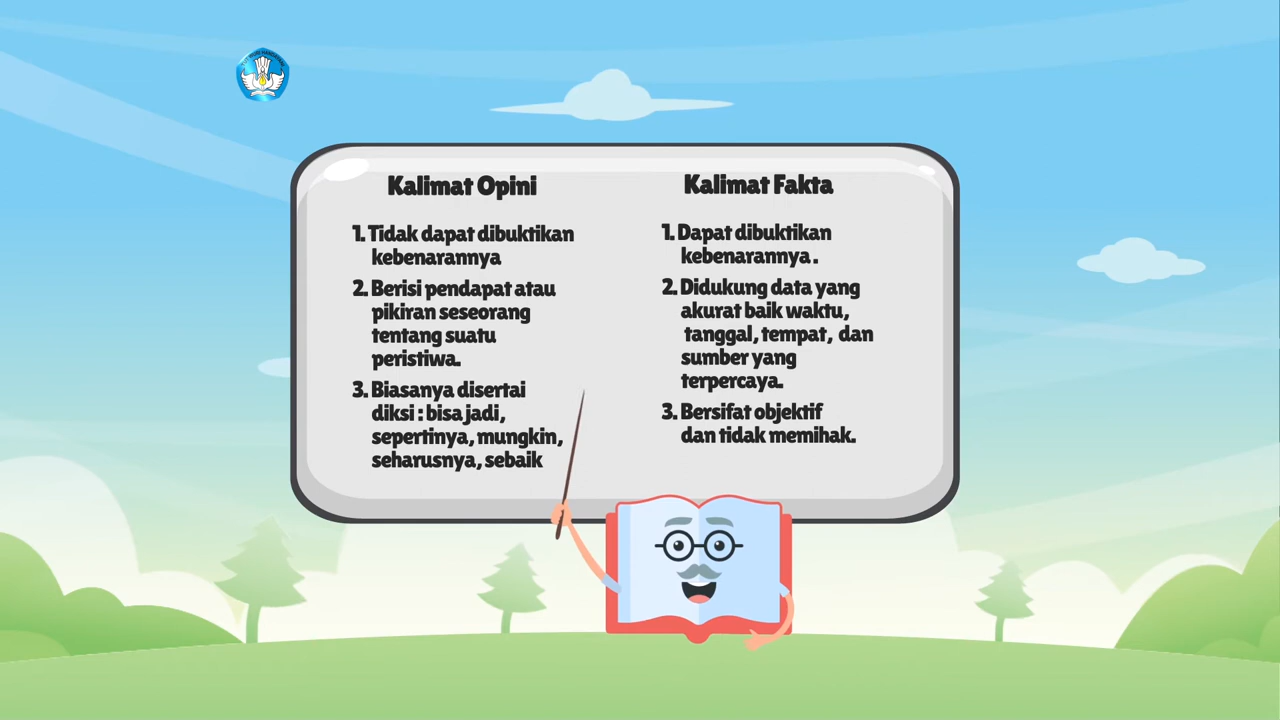 Kalimat Opini
1. Tidak dapat dibuktikan
kebenarannya
2. Berisi pendapat atau
pikiran seseorang
tentang suatu
peristiwa.
3. Biasanya disertai
diksi : bisa jadi,
sepertinya, mungkin,
seharusnya, sebaik
Kalimat Fakta
1. Dapat dibuktikan
kebenarannya .
2. Didukung data yang
akurat baik waktu,
tanggal, tempat, dan
sumber yang
terpercaya.
3. Bersifat objektif
dan tidak memihak.